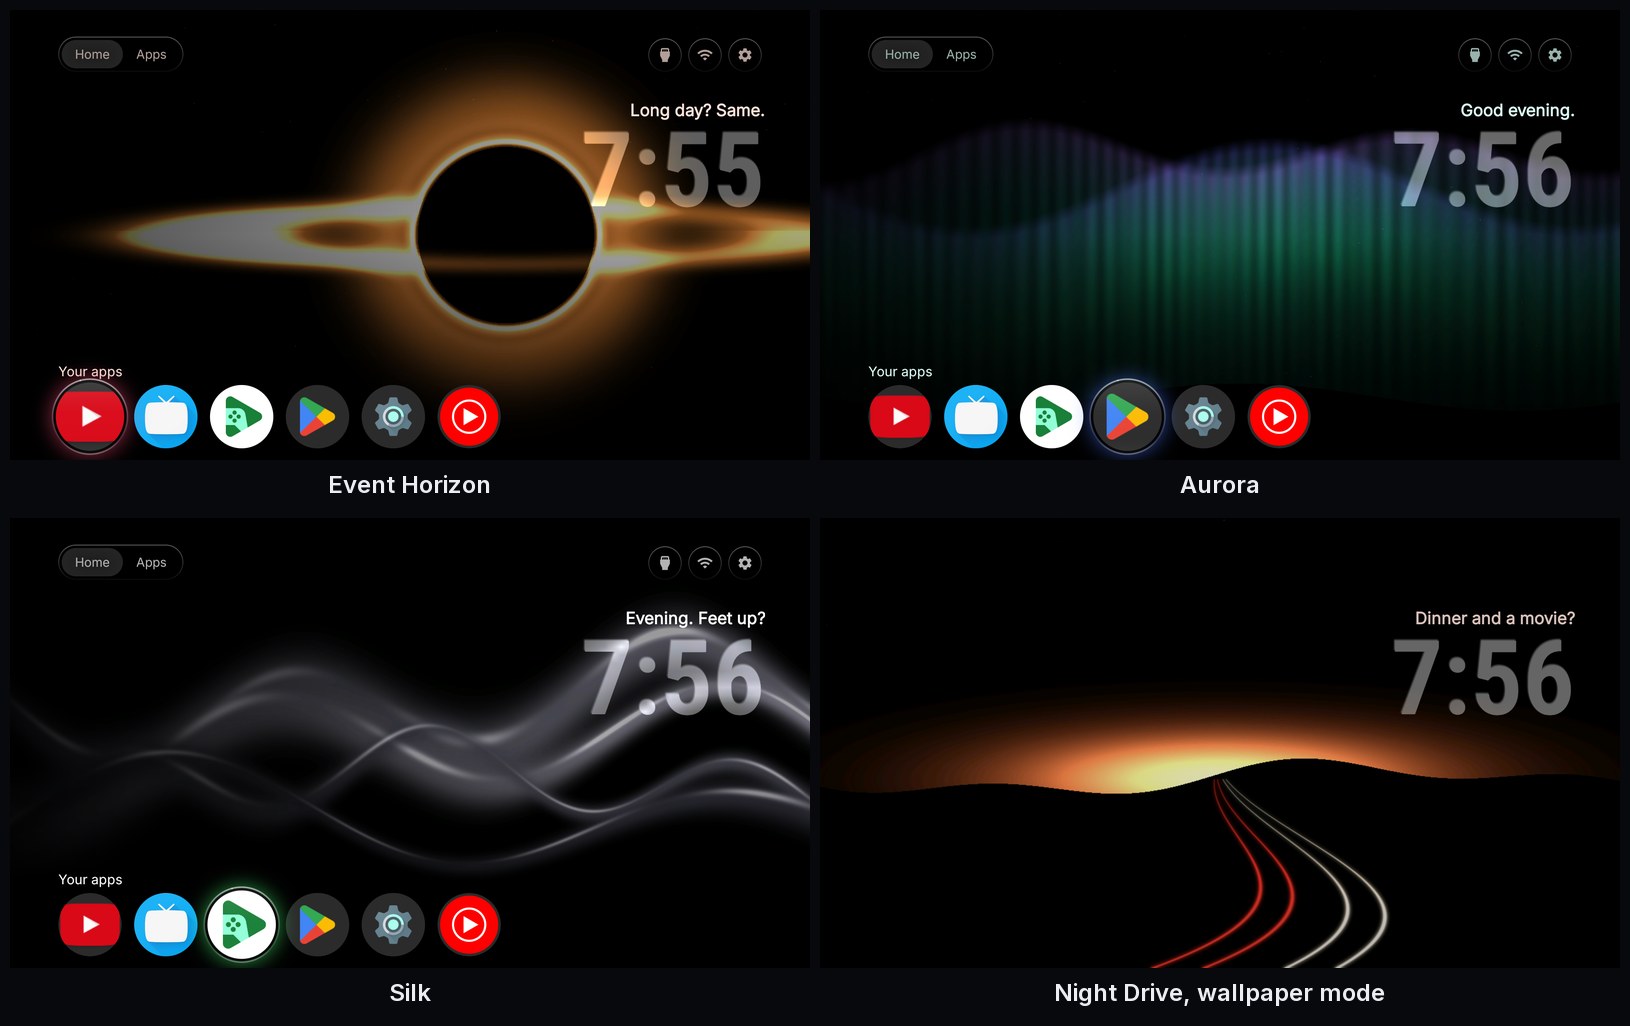 Home Apps
Long day? Same.
7:55
Your apps
Event Horizon
Home Apps
Good evening.
7:56
Your apps
Aurora
Home Apps
Evening. Feet up?
7:56
Your apps
Silk
Dinner and a movie?
7:56
Night Drive, wallpaper mode